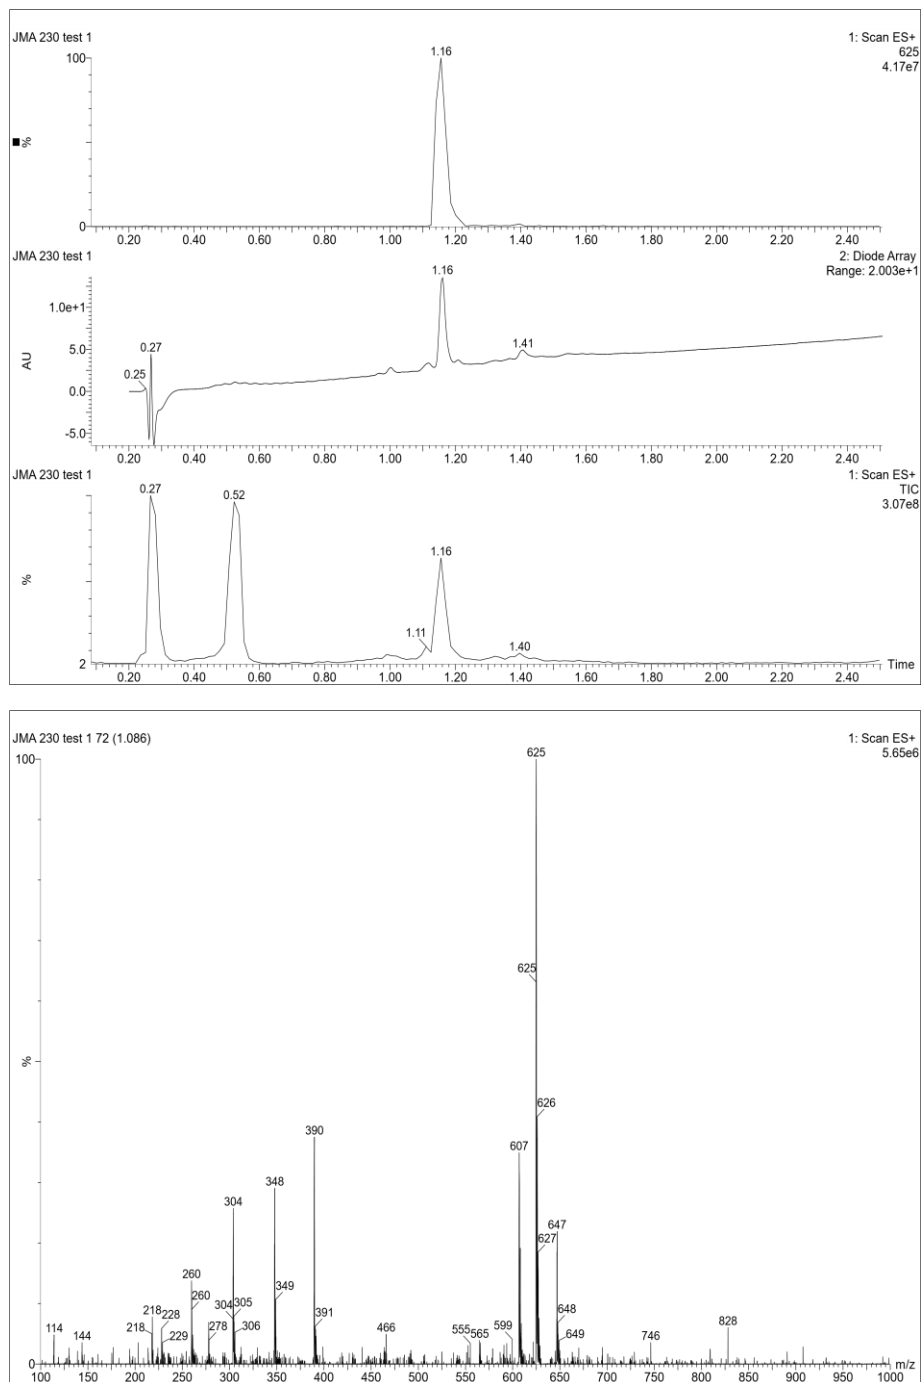 JMA 230 test 1
1: Scan ES+
625
4.17e7
1.16
100
%
0
0.20 0.40 0.60 0.80 1.00 1.20 1.40 1.60 1.80 2.00 2.20 2.40
JMA 230 test 1
2: Diode Array
Range: 2.003e+1
1.16
1.0e+1
AU
5.0
0.27
1.41
0.25
0.0
-5.0
0.20 0.40 0.60 0.80 1.00 1.20 1.40 1.60 1.80 2.00 2.20 2.40
JMA 230 test 1
1: Scan ES+
TIC
3.07e8
0.27
0.52
1.16
%
1.11
1.40
2
Time
0.20 0.40 0.60 0.80 1.00 1.20 1.40 1.60 1.80 2.00 2.20 2.40
JMA 230 test 1 72 (1.086)
1: Scan ES+
5.65e6
625
100
625
%
626
390
607
348
304
647
627
260
349
260
304 305
218 228
306
391
648
114
144
218
229
278
466
555 565
599
649
746
828
0
m/z
100 150 200 250 300 350 400 450 500 550 600 650 700 750 800 850 900 950 1000